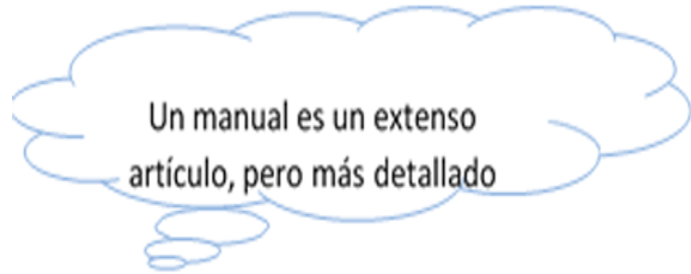 Un manual es un extenso
artículo, pero más detallado